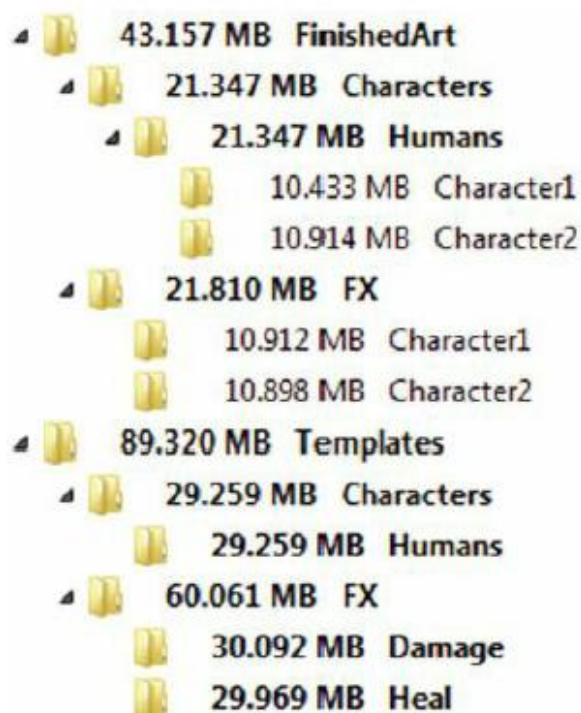 43.157 MB FinishedArt
21.347 MB Characters
21.347 MB Humans
10.433 MB Character1
10.914 MB Character2
21.810 MB FX
10.912 MB Character1
10.898 MB Character2
89.320 MB Templates
29.259 MB Characters
29.259 MB Humans
60.061 MB FX
30.092 MB Damage
29.969 MB Heal